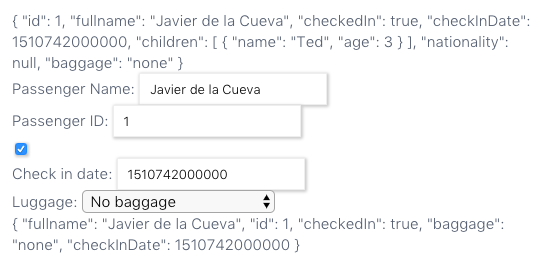 { "id": 1, "fullname": "Javier de la Cueva", "checkedIn": true, "checkInDate":
1510742000000, "children": [ { "name": "Ted", "age": 3 } ], "nationality":
null, "baggage": "none" }
Passenger Name: Javier de la Cueva
Passenger ID: 1
Check in date: 1510742000000
Luggage: No baggage
{ "fullname": "Javier de la Cueva", "id": 1, "checkedIn": true, "baggage":
"none", "checkInDate": 1510742000000 }